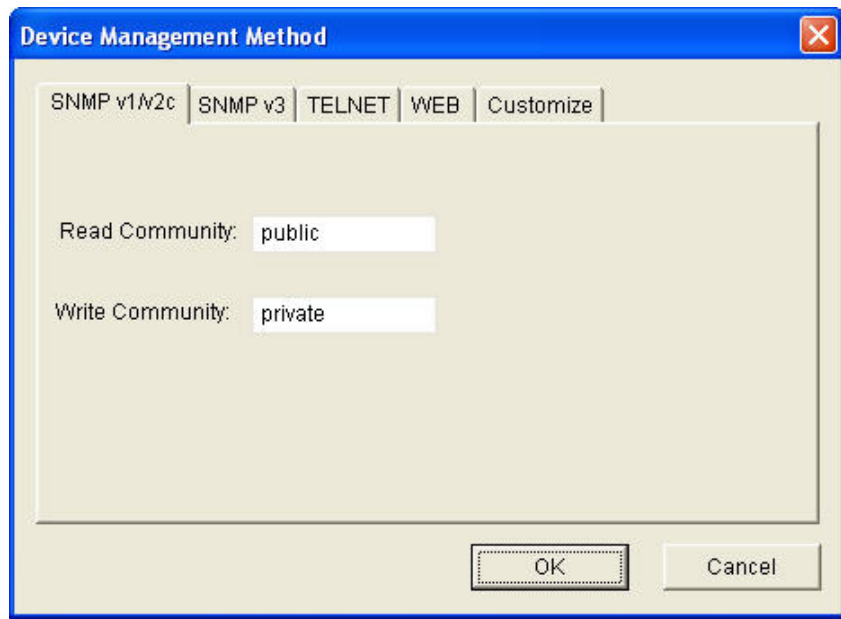 Device Management Method
SNMP v1/v2c SNMP v3 TELNET WEB Customize
Read Community: public
Write Community: private
OK Cancel